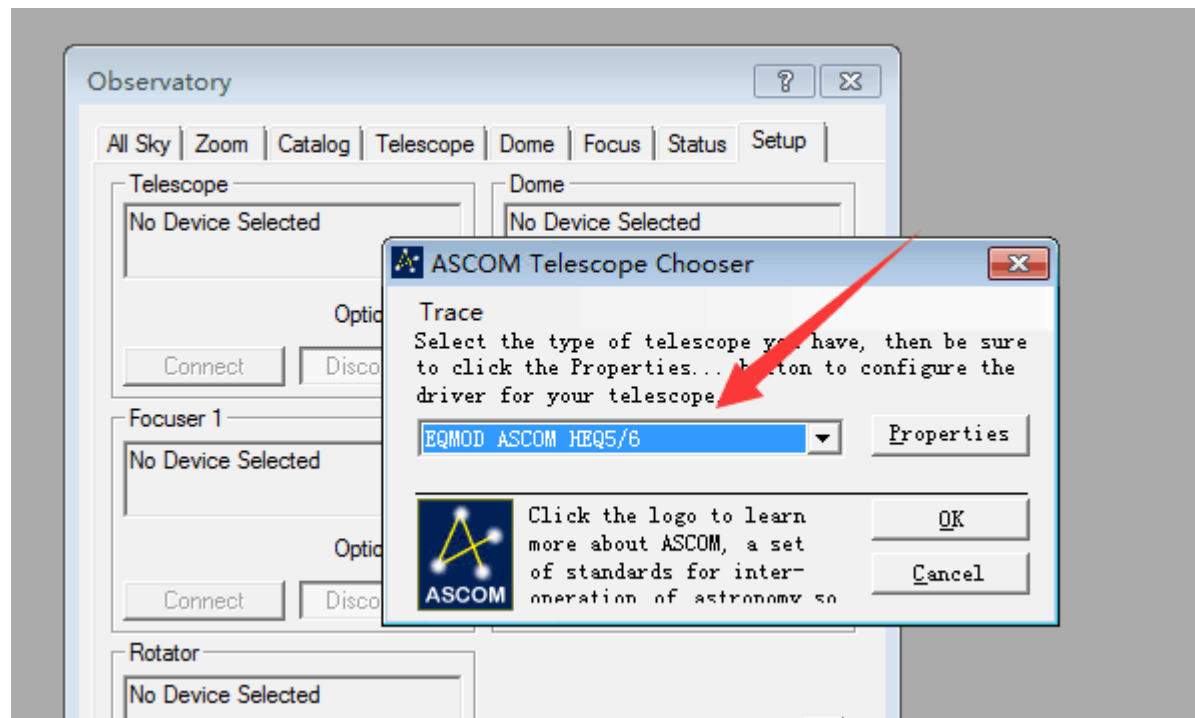 Observatory
All Sky Zoom Catalog Telescope Dome Focus Status Setup
Telescope
No Device Selected
Connect
Focuser 1
No Device Selected
Connect
Rotator
No Device Selected
Dome
No Device Selected
ASCOM Telescope Chooser
Trace
Select the type of telescope you have, then be sure
to click the Properties... button to configure the
driver for your telescope.
EQMOD ASCOM HEQ5/6
Properties
ASCOM
Click the logo to learn
more about ASCOM, a set
of standards for inter-
operation of astronomy so
OK
Cancel